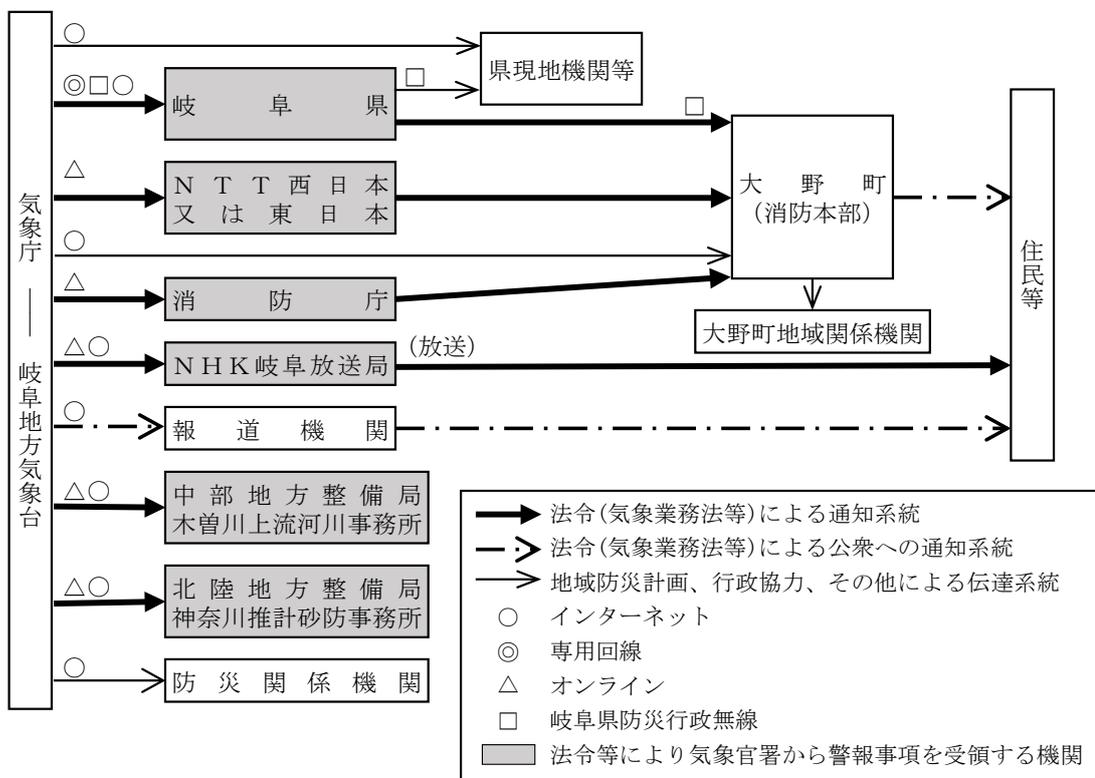 気象庁 ―― 岐阜地方気象台
○
県現地機関等
◎□○
岐阜県
□
□
△
NTT西日本
又は東日本
大野町
(消防本部)
住民等
○
△
消防庁
大野町地域関係機関
△○
NHK岐阜放送局
(放送)
○
報道機関
△○
中部地方整備局
木曽川上流河川事務所
△○
北陸地方整備局
神奈川推計砂防事務所
○
防災関係機関
法令(気象業務法等)による通知系統
法令(気象業務法等)による公衆への通知系統
地域防災計画、行政協力、その他による伝達系統
○ インターネット
◎ 専用回線
△ オンライン
□ 岐阜県防災行政無線
法令等により気象官署から警報事項を受領する機関